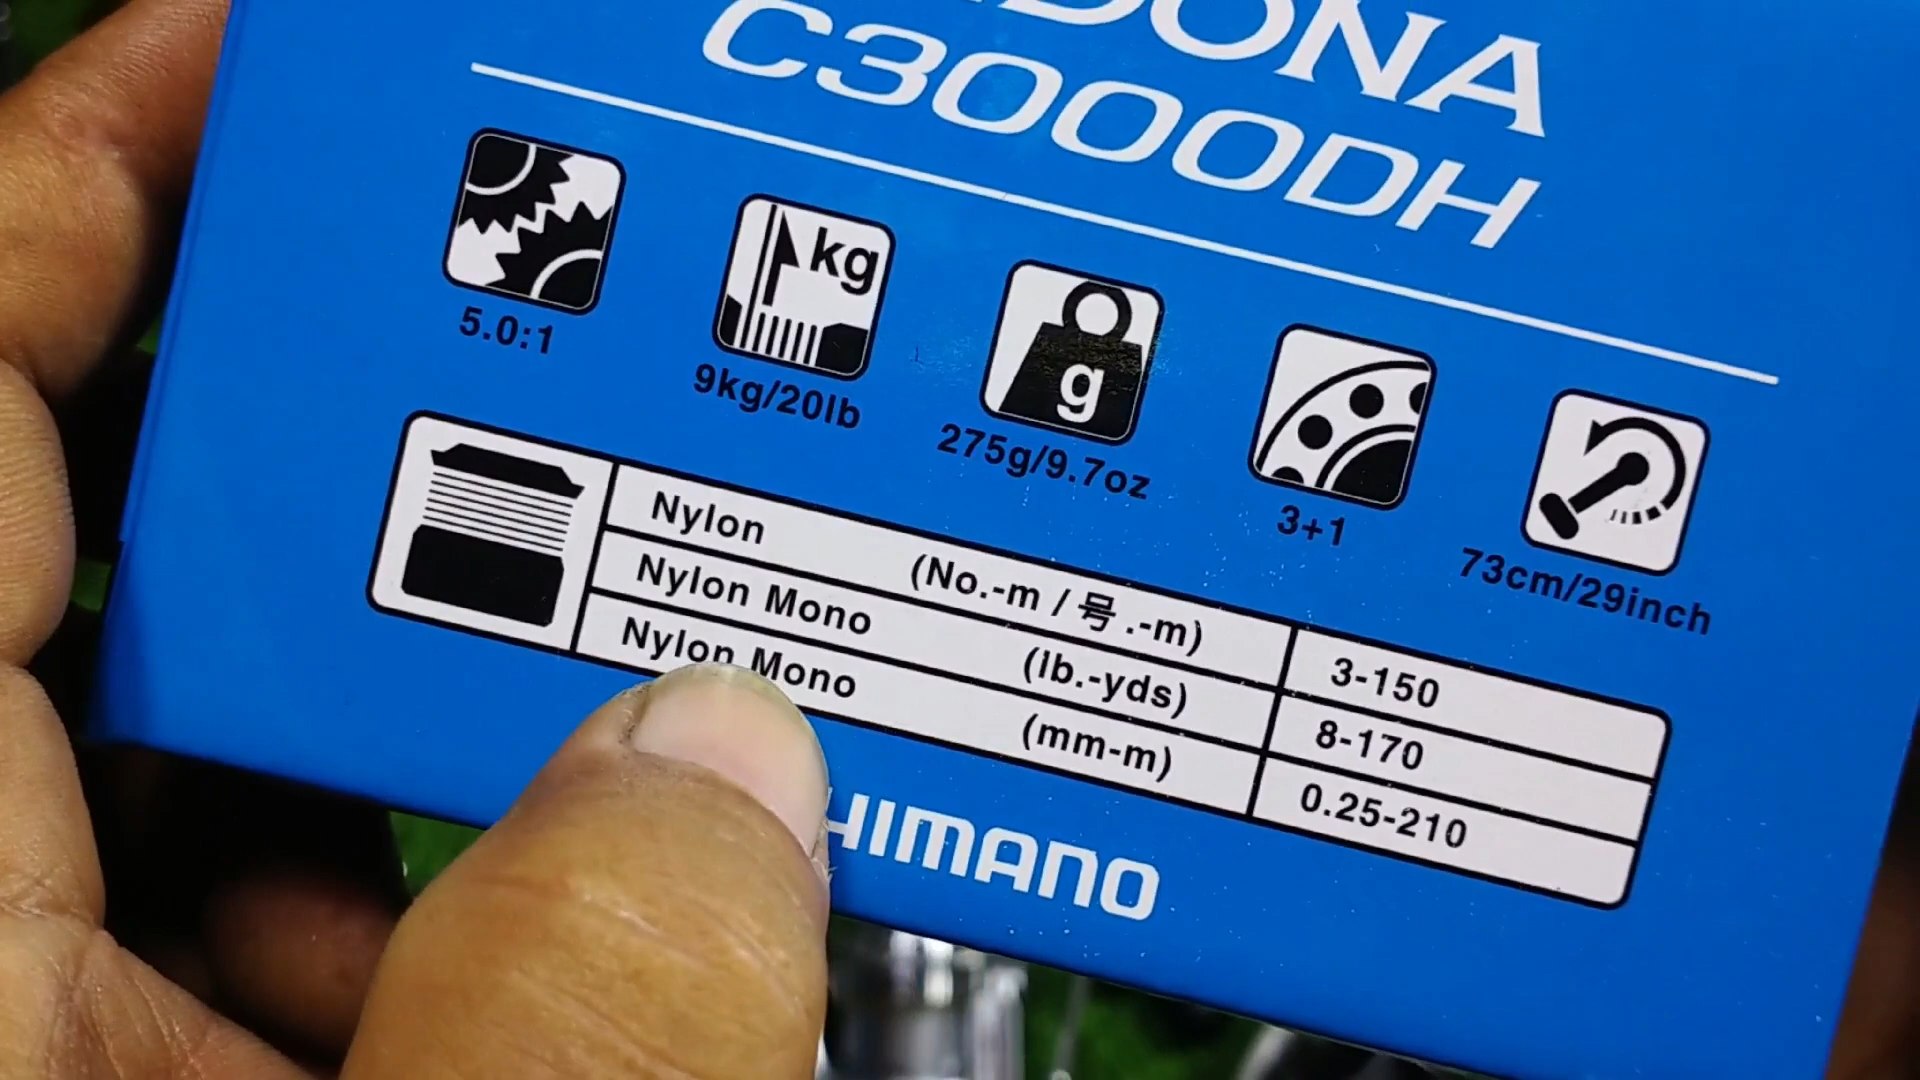 DONA
C3000DH
5.0:1
kg
9kg/20lb
g
275g/9.7oz
3+1
73cm/29inch
Nylon (No.-m / 号.-m) 3-150
Nylon Mono (lb.-yds) 8-170
Nylon Mono (mm-m) 0.25-210
HIMANO